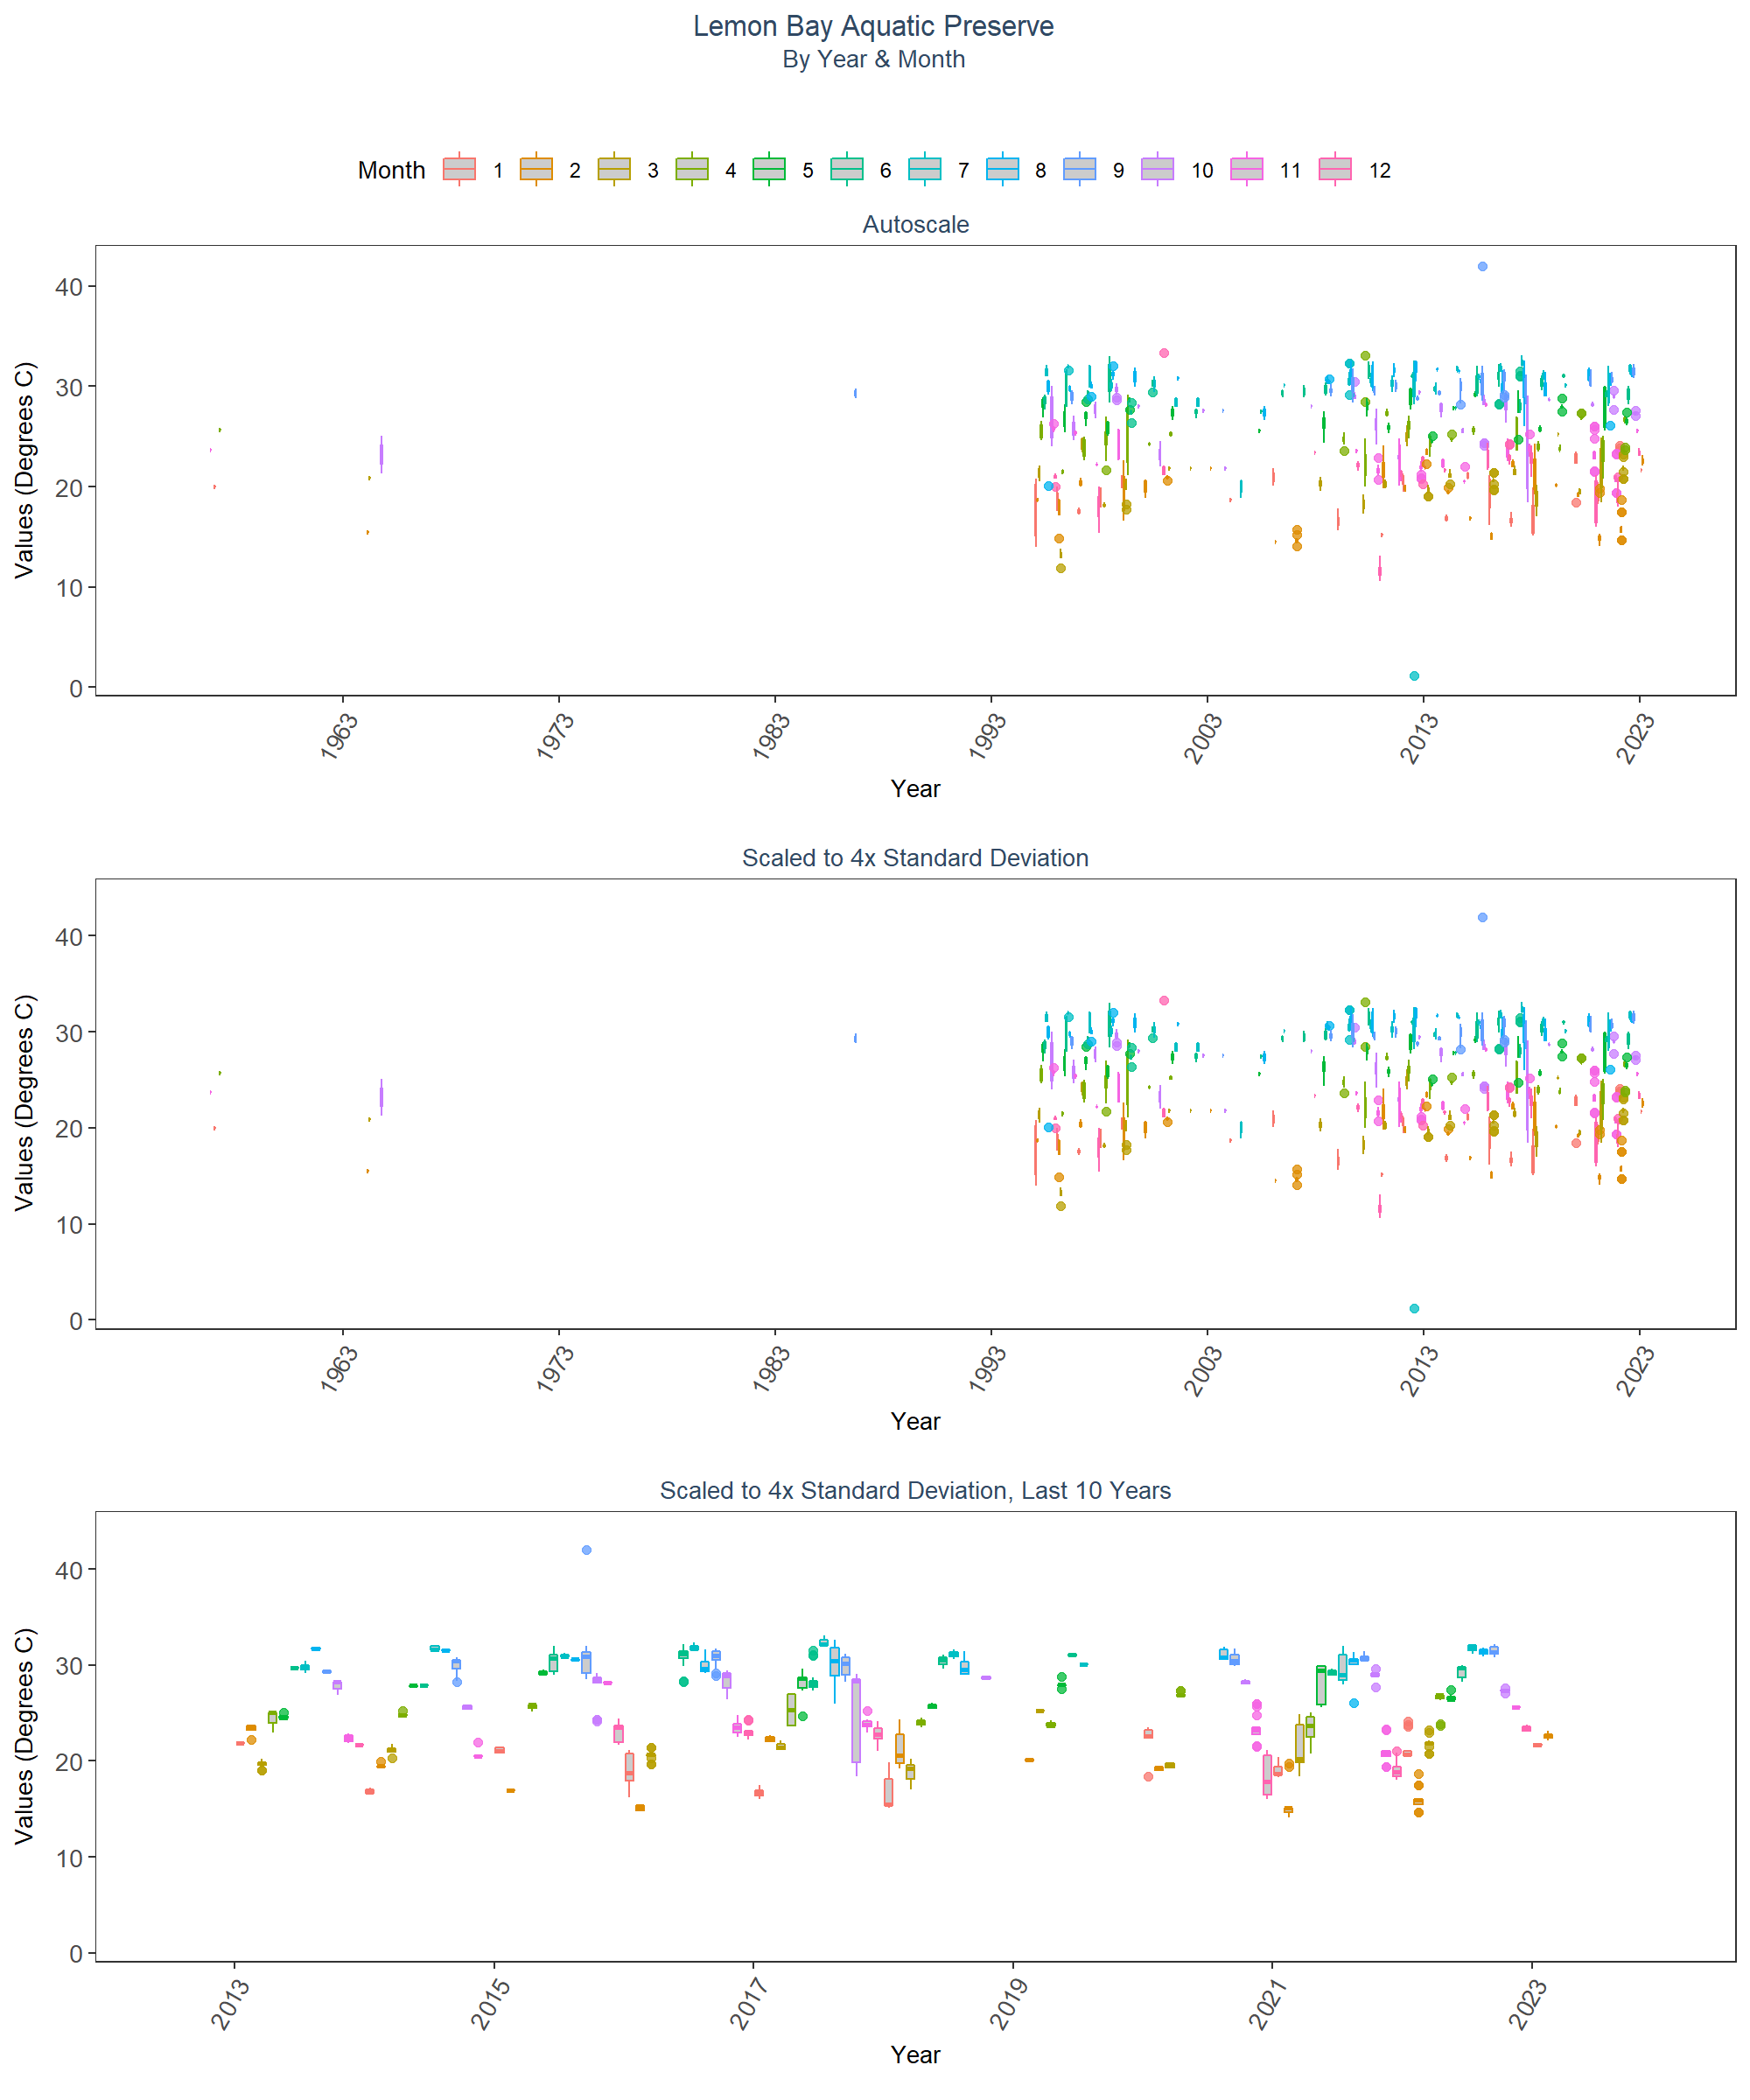 Lemon Bay Aquatic Preserve
By Year & Month
Month 1 2 3 4 5 6 7 8 9 10 11 12
Autoscale
Values (Degrees C)
40
30
20
10
0
1963 1973 1983 1993 2003 2013 2023
Year
Scaled to 4x Standard Deviation
Values (Degrees C)
40
30
20
10
0
1963 1973 1983 1993 2003 2013 2023
Year
Scaled to 4x Standard Deviation, Last 10 Years
Values (Degrees C)
40
30
20
10
0
2013 2015 2017 2019 2021 2023
Year